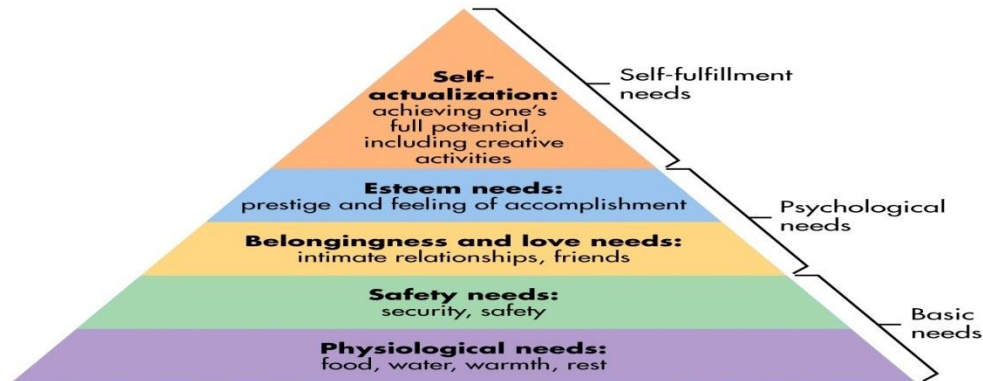 Self-
actualization:
achieving one's
full potential,
including creative
activities
Self-fulfillment
needs
Esteem needs:
prestige and feeling of accomplishment
Psychological
needs
Belongingness and love needs:
intimate relationships, friends
Safety needs:
security, safety
Basic
needs
Physiological needs:
food, water, warmth, rest